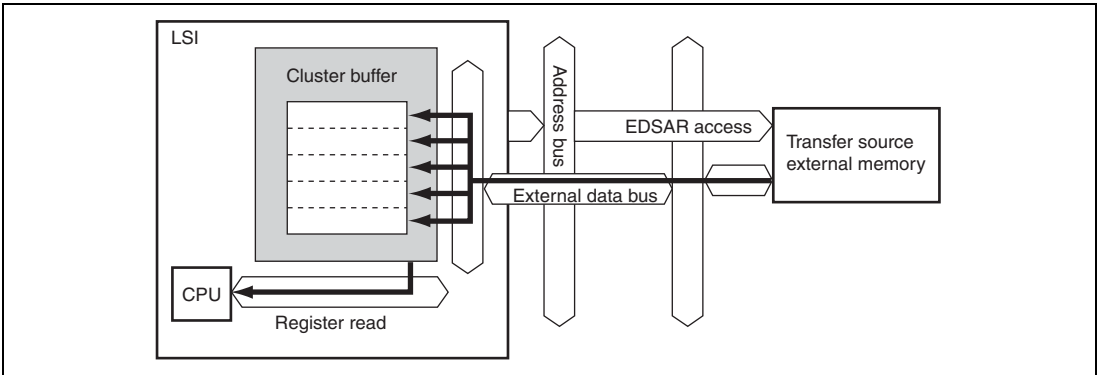 LSI
Cluster buffer
Address bus
EDSAR access
Transfer source
external memory
External data bus
CPU
Register read